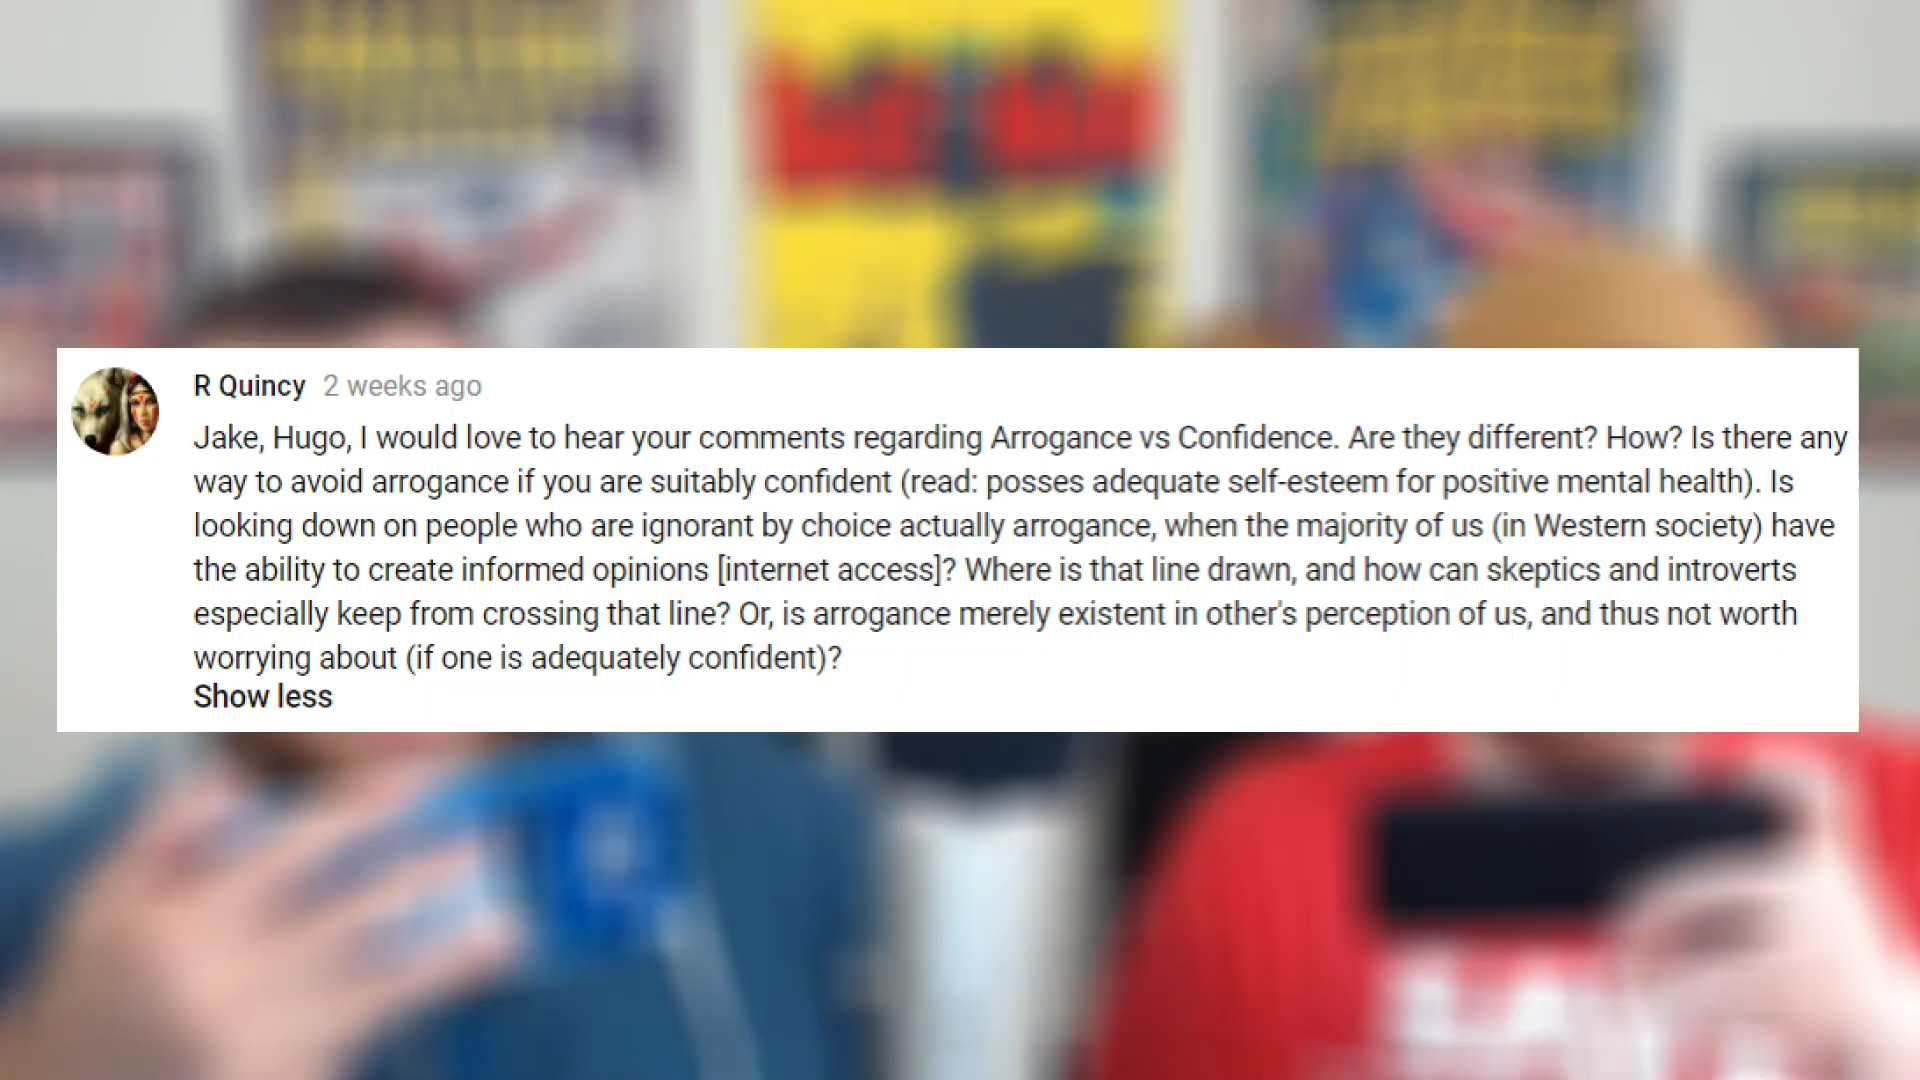 R Quincy 2 weeks ago
Jake, Hugo, I would love to hear your comments regarding Arrogance vs Confidence. Are they different? How? Is there any
way to avoid arrogance if you are suitably confident (read: posses adequate self-esteem for positive mental health). Is
looking down on people who are ignorant by choice actually arrogance, when the majority of us (in Western society) have
the ability to create informed opinions [internet access]? Where is that line drawn, and how can skeptics and introverts
especially keep from crossing that line? Or, is arrogance merely existent in other's perception of us, and thus not worth
worrying about (if one is adequately confident)?
Show less